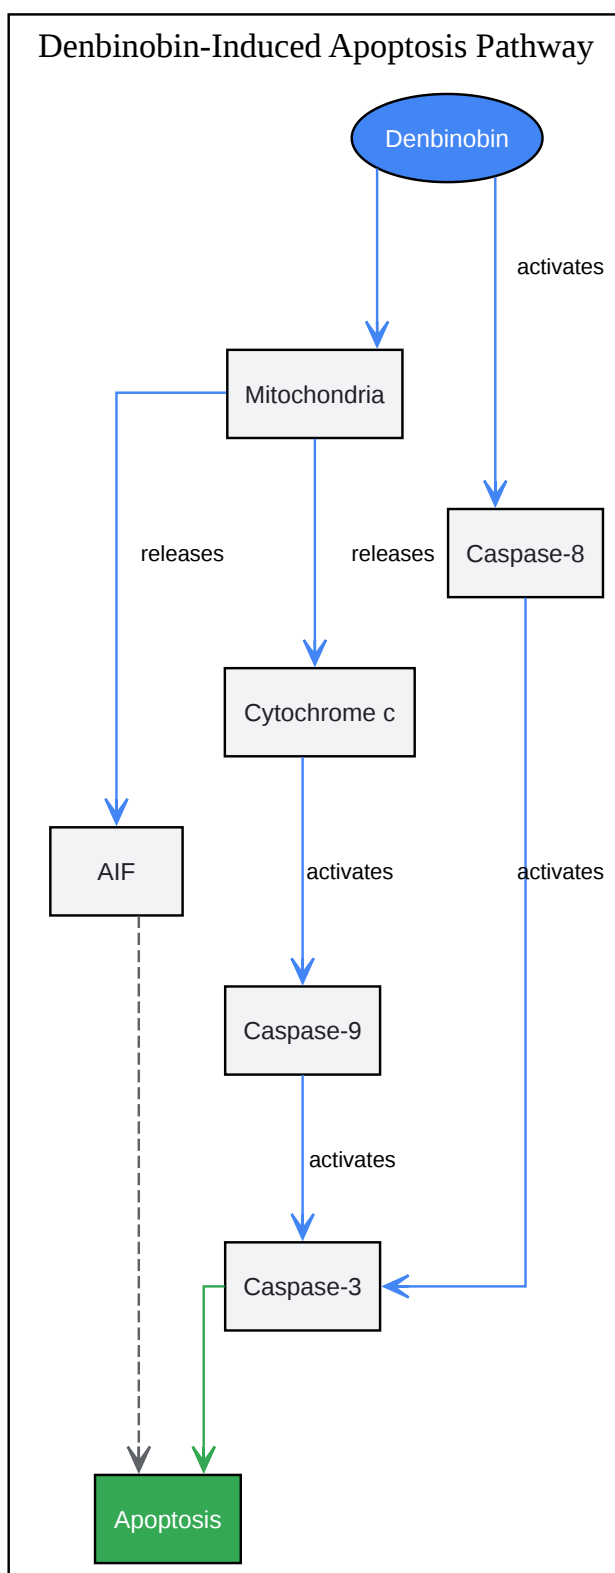 Denbinobin-Induced Apoptosis Pathway
Denbinobin
activates
Mitochondria
releases
releases
Caspase-8
Cytochrome c
AIF
activates
activates
Caspase-9
activates
Caspase-3
Apoptosis